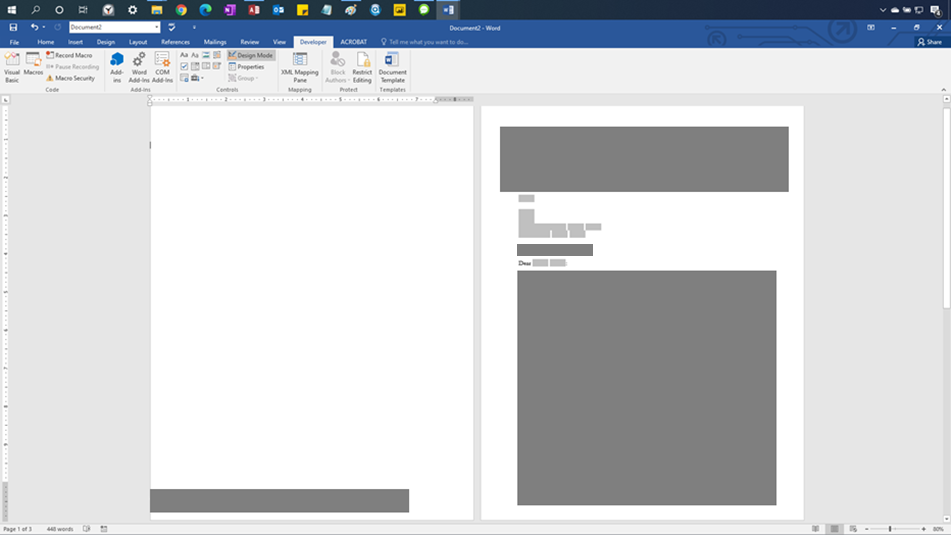 Document2
Document2 - Word
File
Home
Insert
Design
Layout
References
Mailings
Review
View
Developer
ACROBAT
Tell me what you want to do...
Share
Visual Basic
Macros
Record Macro
Pause Recording
Macro Security
Code
Add-ins
Word Add-Ins
COM Add-Ins
Add-Ins
Aa Aa
Design Mode
Properties
Group
Controls
XML Mapping Pane
Mapping
Block Authors
Restrict Editing
Protect
Document Template
Templates
Dear
Page 1 of 3
448 words
80%